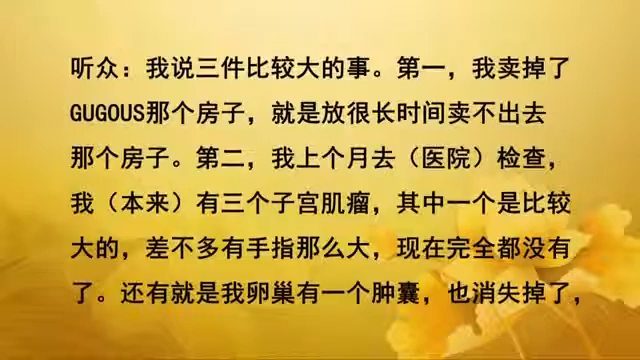 听众：我说三件比较大的事。第一，我卖掉了
GUGOUS那个房子，就是放很长时间卖不出去
那个房子。第二，我上个月去（医院）检查，
我（本来）有三个子宫肌瘤，其中一个是比较
大的，差不多有手指那么大，现在完全都没有
了。还有就是我卵巢有一个肿囊，也消失掉了，